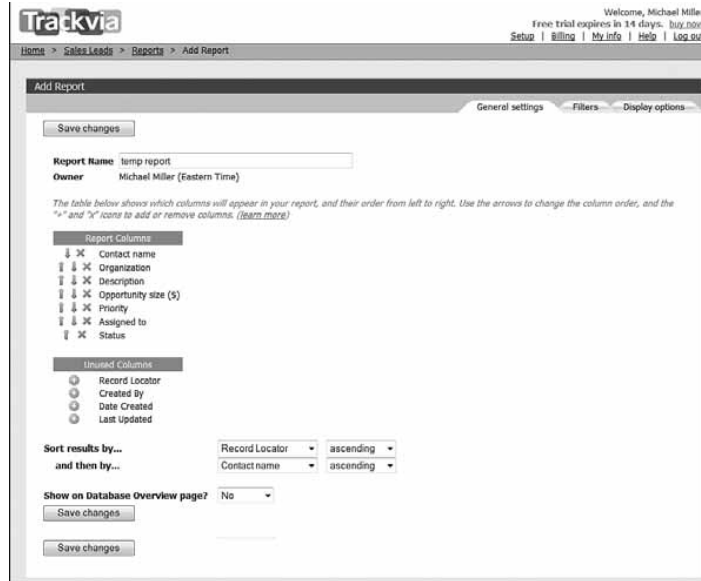 Trackvia
Welcome, Michael Miller
Free trial expires in 14 days. buy now
Setup | Billing | My info | Help | Log ou
Home > Sales Leads > Reports > Add Report
Add Report
General settings Filters Display options
Save changes
Report Name temp report
Owner Michael Miller (Eastern Time)
The table below shows which columns will appear in your report, and their order from left to right. Use the arrows to change the column order, and the
"+" and "x" icons to add or remove columns. (learn more)
Report Columns
Contact name
Organization
Description
Opportunity size ($)
Priority
Assigned to
Status
Unused Columns
Record Locator
Created By
Date Created
Last Updated
Sort results by... Record Locator ascending
and then by... Contact name ascending
Show on Database Overview page? No
Save changes
Save changes